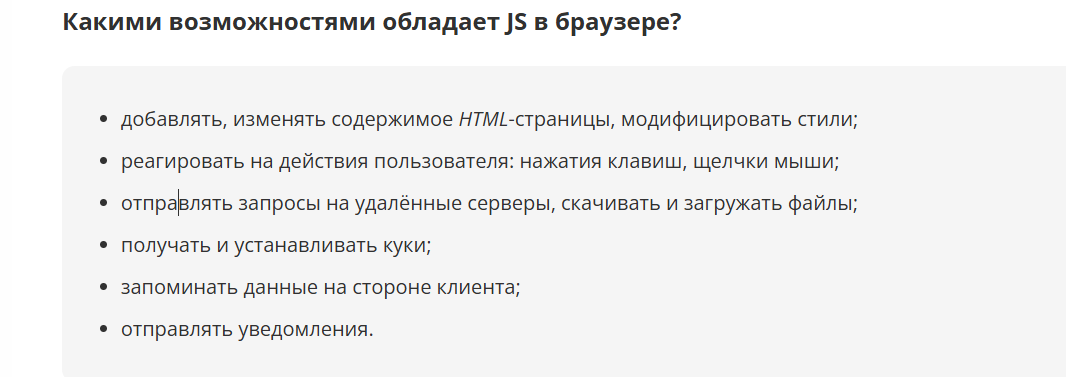 Какими возможностями обладает JS в браузере?
• добавлять, изменять содержимое HTML-страницы, модифицировать стили;
• реагировать на действия пользователя: нажатия клавиш, щелчки мыши;
• отправлять запросы на удалённые серверы, скачивать и загружать файлы;
• получать и устанавливать куки;
• запоминать данные на стороне клиента;
• отправлять уведомления.